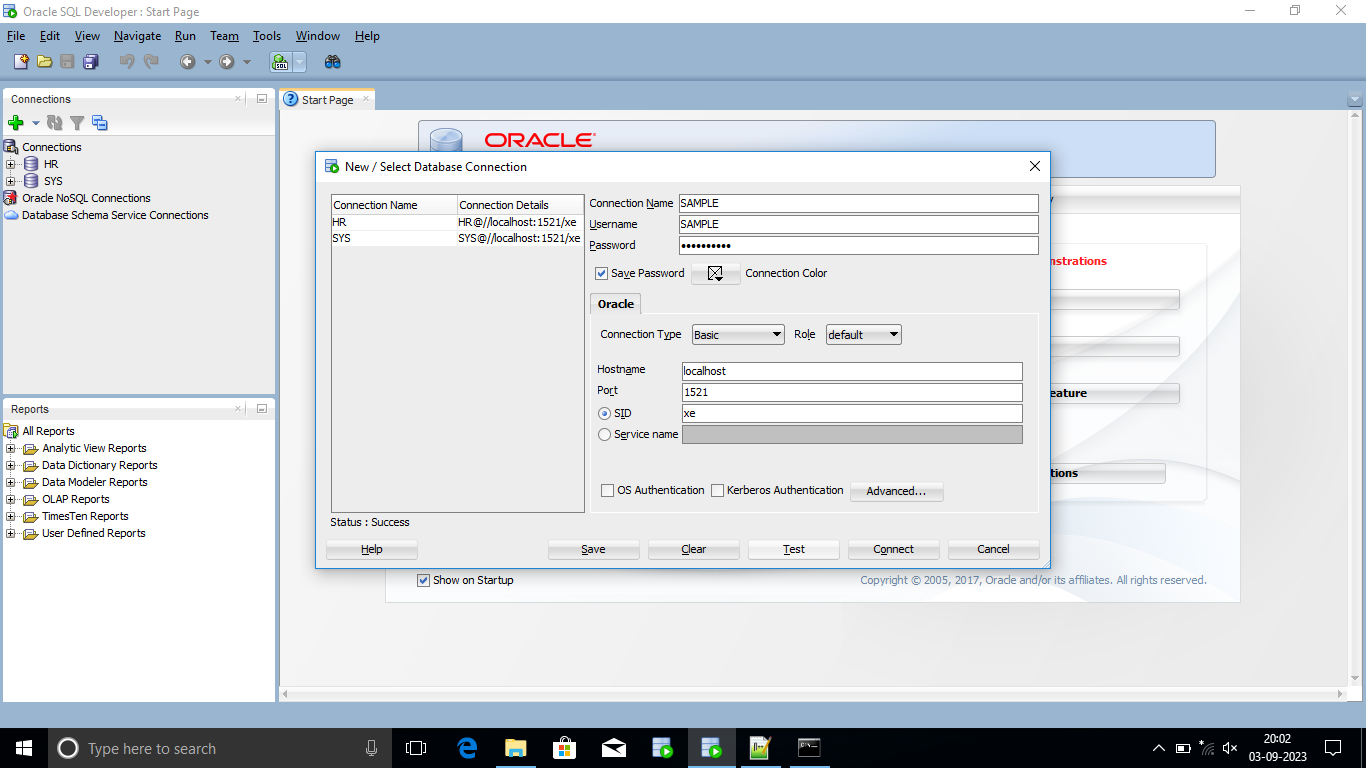 Oracle SQL Developer : Start Page
File Edit View Navigate Run Team Tools Window Help
SQL
Connections
Connections
HR
SYS
Oracle NoSQL Connections
Database Schema Service Connections
Reports
All Reports
Analytic View Reports
Data Dictionary Reports
Data Modeler Reports
OLAP Reports
TimesTen Reports
User Defined Reports
Start Page
ORACLE
New / Select Database Connection
Connection Name Connection Details
HR HR@//localhost:1521/xe
SYS SYS@//localhost:1521/xe
Status : Success
Connection Name SAMPLE
Username SAMPLE
Password ••••••••••
Save Password Connection Color
Oracle
Connection Type Basic Role default
Hostname localhost
Port 1521
SID xe
Service name
OS Authentication Kerberos Authentication Advanced...
Help Save Clear Test Connect Cancel
nstrations
eature
tions
Show on Startup
Copyright © 2005, 2017, Oracle and/or its affiliates. All rights reserved.
Type here to search
20:02
03-09-2023